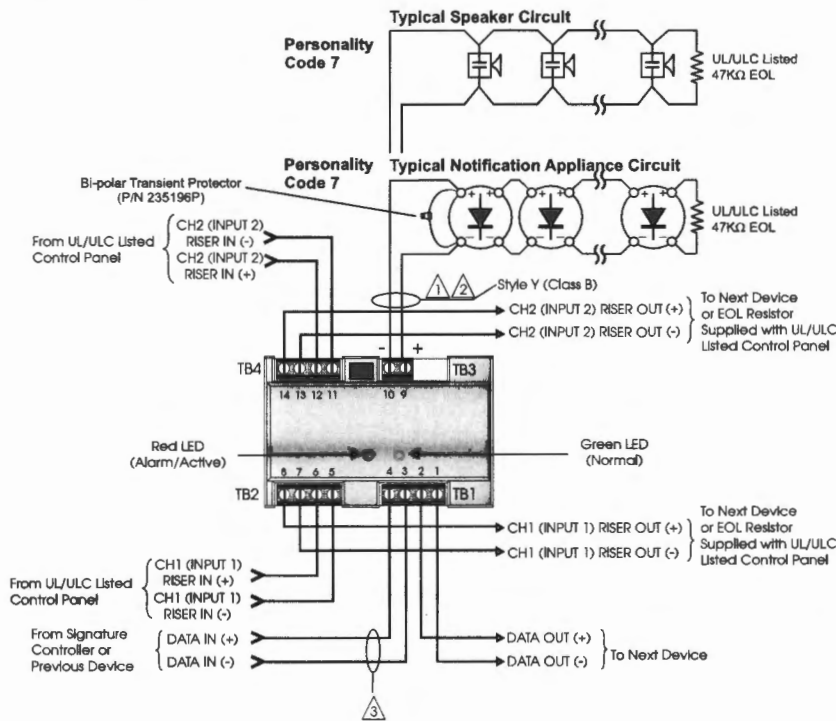 Typical Speaker Circuit
Personality
Code 7
UL/ULC Listed
47KΩ EOL
Personality
Code 7
Typical Notification Appliance Circuit
Bi-polar Transient Protector
(P/N 235196P)
UL/ULC Listed
47KΩ EOL
From UL/ULC Listed
Control Panel
CH2 (INPUT 2)
RISER IN (-)
CH2 (INPUT 2)
RISER IN (+)
1
2
Style Y (Class B)
CH2 (INPUT 2) RISER OUT (+)
CH2 (INPUT 2) RISER OUT (-)
To Next Device
or EOL Resistor
Supplied with UL/ULC
Listed Control Panel
- +
TB4
TB3
14 13 12 11
10 9
Red LED
(Alarm/Active)
Green LED
(Normal)
8 7 6 5
4 3 2 1
TB2
TB1
CH1 (INPUT 1) RISER OUT (+)
CH1 (INPUT 1) RISER OUT (-)
To Next Device
or EOL Resistor
Supplied with UL/ULC
Listed Control Panel
From UL/ULC Listed
Control Panel
CH1 (INPUT 1)
RISER IN (+)
CH1 (INPUT 1)
RISER IN (-)
From Signature
Controller or
Previous Device
DATA IN (+)
DATA IN (-)
DATA OUT (+)
DATA OUT (-)
To Next Device
3